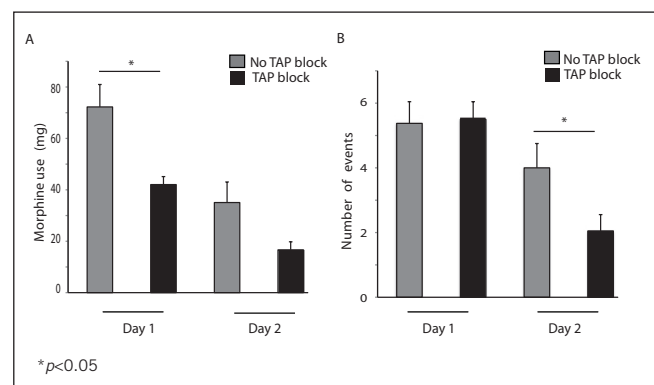 A
No TAP block
TAP block
*
Morphine use (mg)
80
60
40
20
0
Day 1
Day 2
B
No TAP block
TAP block
*
Number of events
6
4
2
0
Day 1
Day 2
*p<0.05